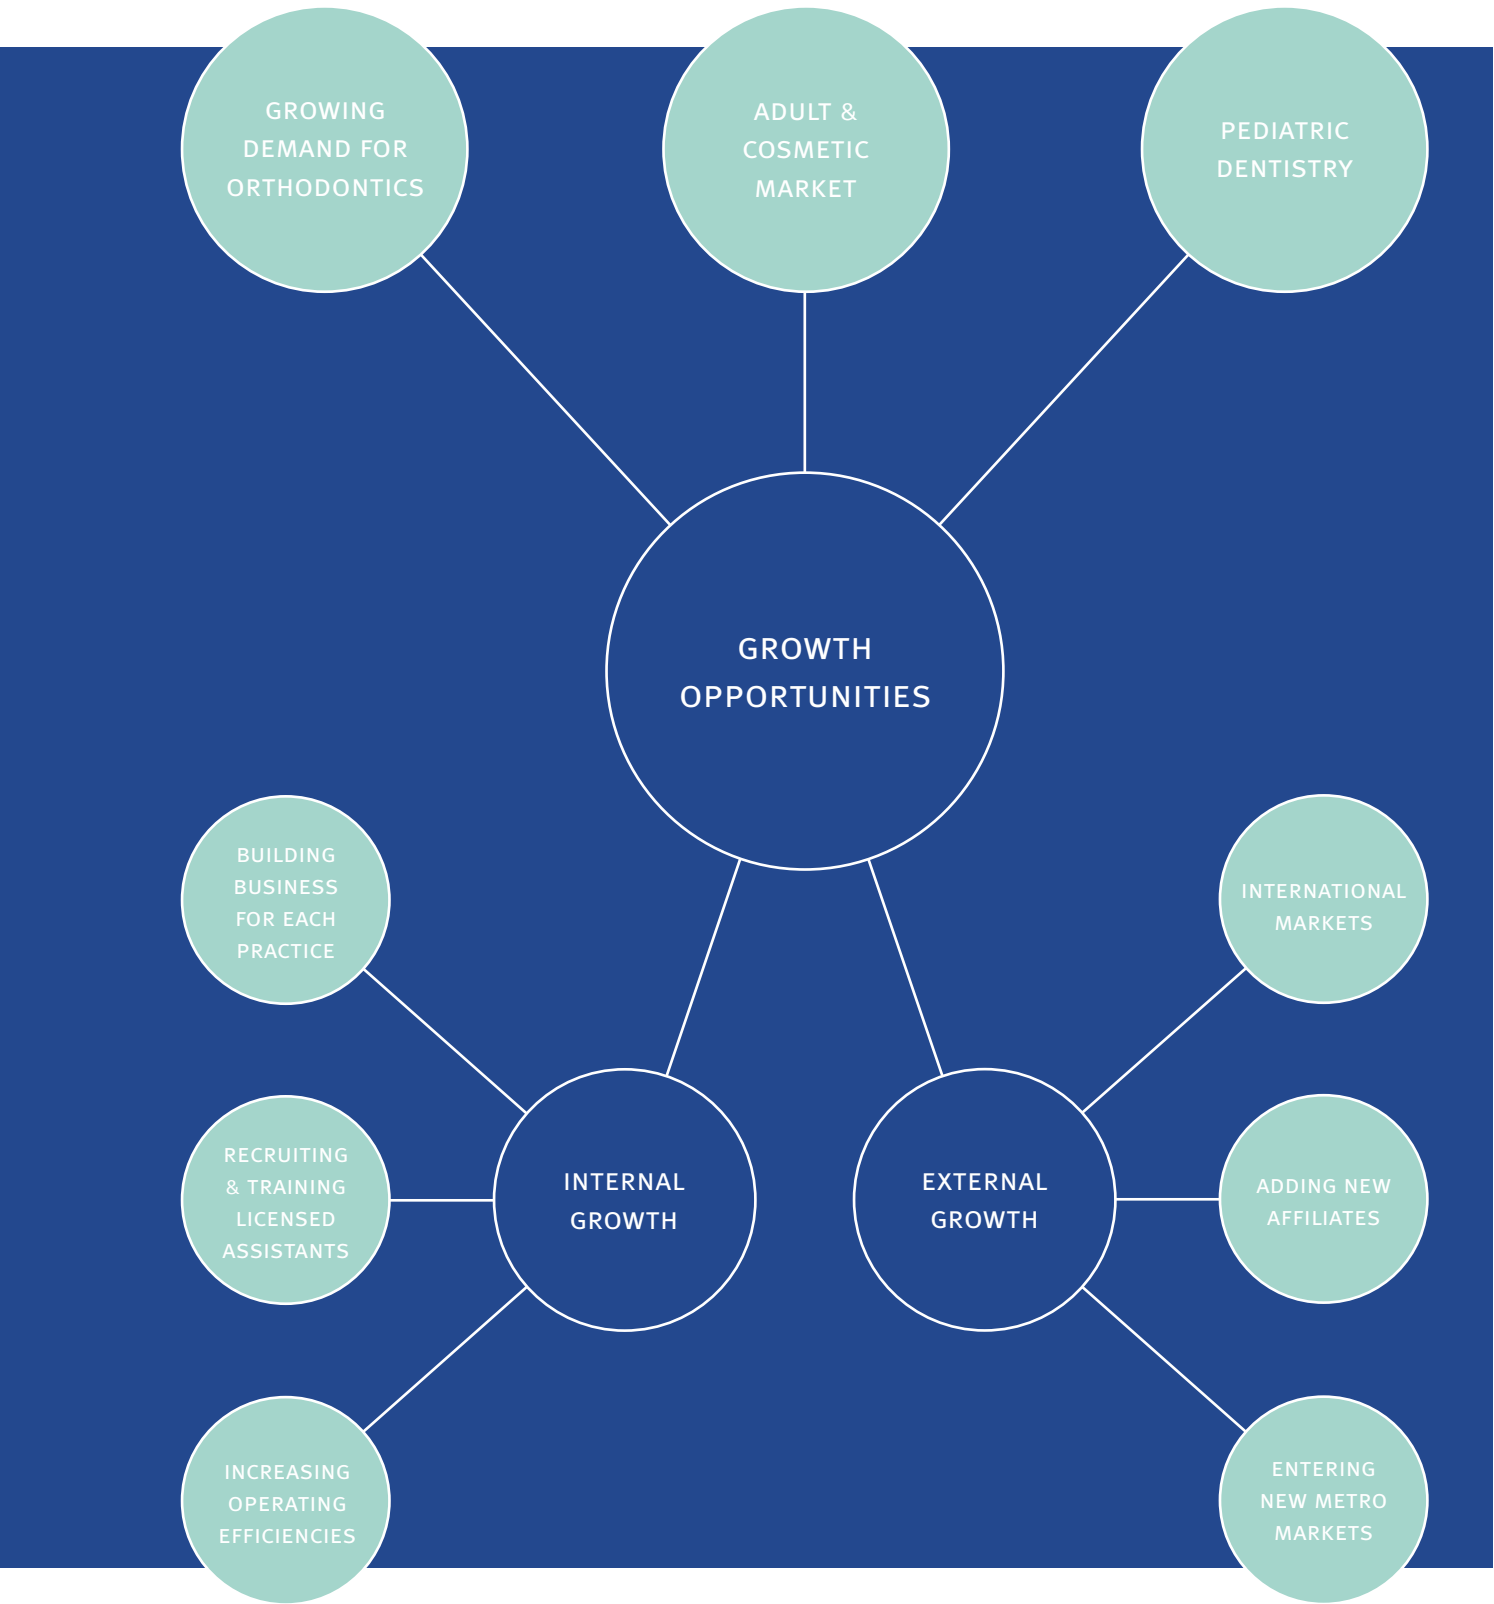 GROWING
DEMAND FOR
ORTHODONTICS
ADULT &
COSMETIC
MARKET
PEDIATRIC
DENTISTRY
GROWTH
OPPORTUNITIES
BUILDING
BUSINESS
FOR EACH
PRACTICE
INTERNATIONAL
MARKETS
RECRUITING
& TRAINING
LICENSED
ASSISTANTS
INTERNAL
GROWTH
EXTERNAL
GROWTH
ADDING NEW
AFFILIATES
INCREASING
OPERATING
EFFICIENCIES
ENTERING
NEW METRO
MARKETS